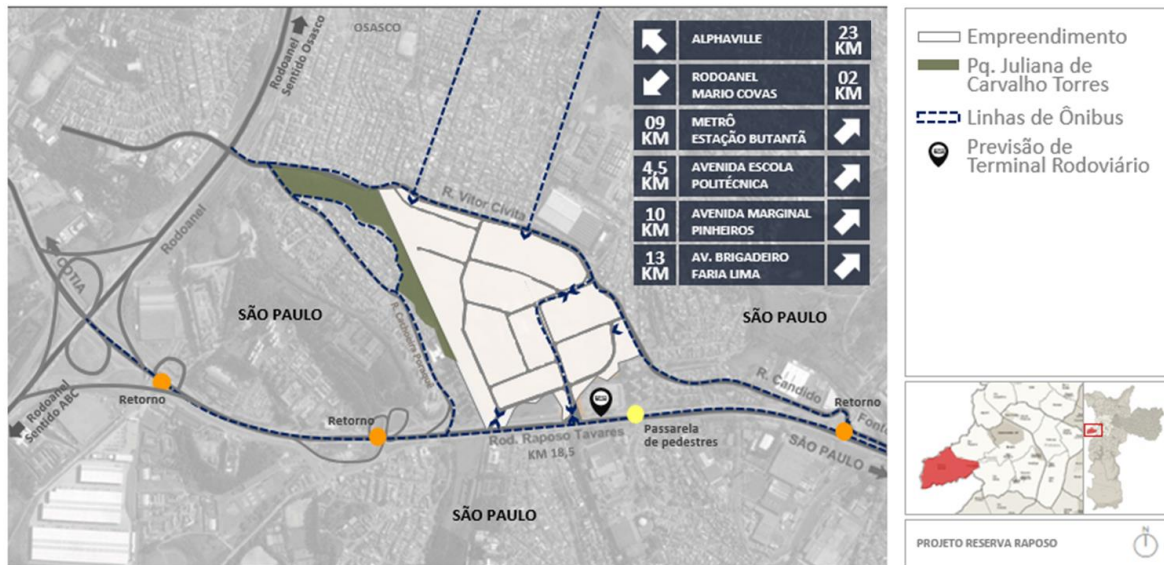 OSASCO
Rodoanel
Sentido Osasco
ALPHAVILLE
23
KM
RODOANEL
MARIO COVAS
02
KM
09
KM
METRÔ
ESTAÇÃO BUTANTÃ
4,5
KM
AVENIDA ESCOLA
POLITÉCNICA
10
KM
AVENIDA MARGINAL
PINHEIROS
13
KM
AV. BRIGADEIRO
FARIA LIMA
R. Vitor Civita
Rodoanel
COTIA
SÃO PAULO
SÃO PAULO
R. Cachoeira Poraquê
Rodoanel
Sentido ABC
Retorno
Retorno
Rod. Raposo Tavares
KM 18,5
Passarela
de pedestres
R. Candido
Fonto
Retorno
SÃO PAULO
SÃO PAULO
Empreendimento
Pq. Juliana de
Carvalho Torres
Linhas de Ônibus
Previsão de
Terminal Rodoviário
PROJETO RESERVA RAPOSO
N